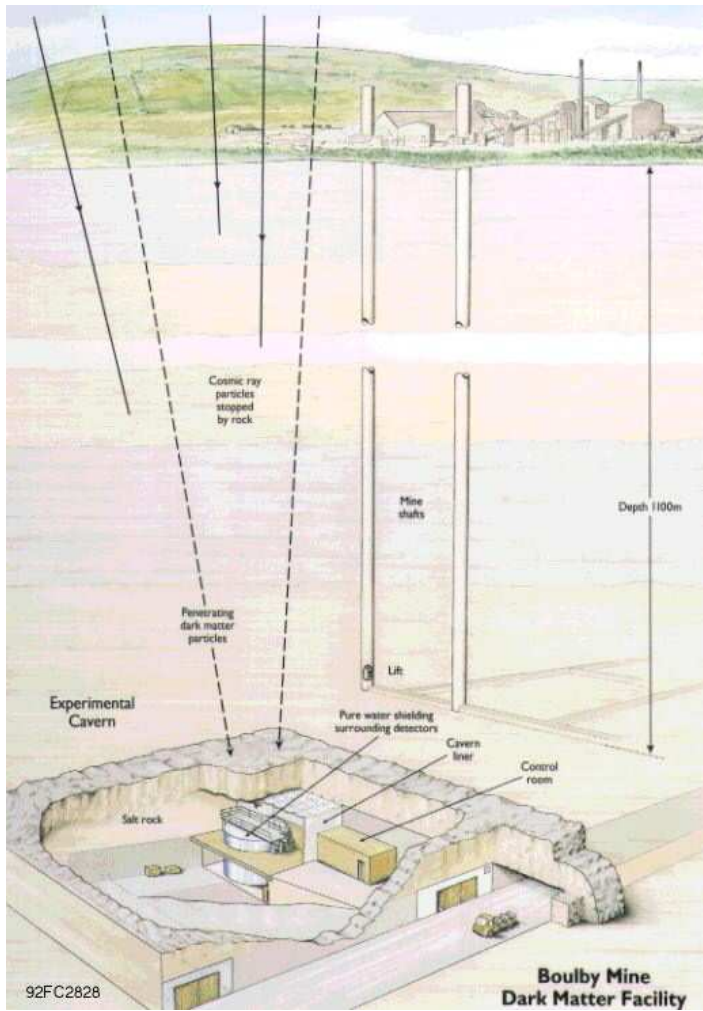 Cosmic ray
particles
stopped
by rock
Mine
shafts
Depth 1100m
Penetrating
dark matter
particles
Lift
Experimental
Cavern
Pure water shielding
surrounding detectors
Cavern
liner
Control
room
Salt rock
92FC2828
Boulby Mine
Dark Matter Facility